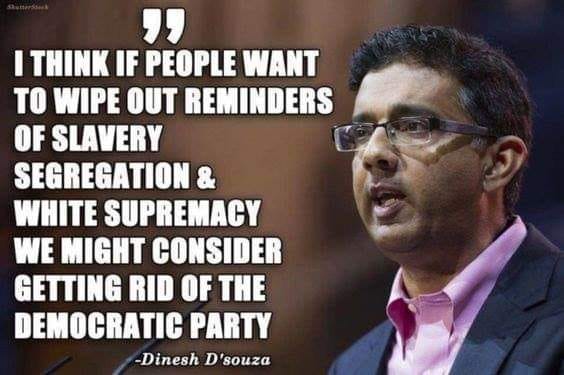 ShutterStock
"
I THINK IF PEOPLE WANT
TO WIPE OUT REMINDERS
OF SLAVERY
SEGREGATION &
WHITE SUPREMACY
WE MIGHT CONSIDER
GETTING RID OF THE
DEMOCRATIC PARTY
-Dinesh D'souza